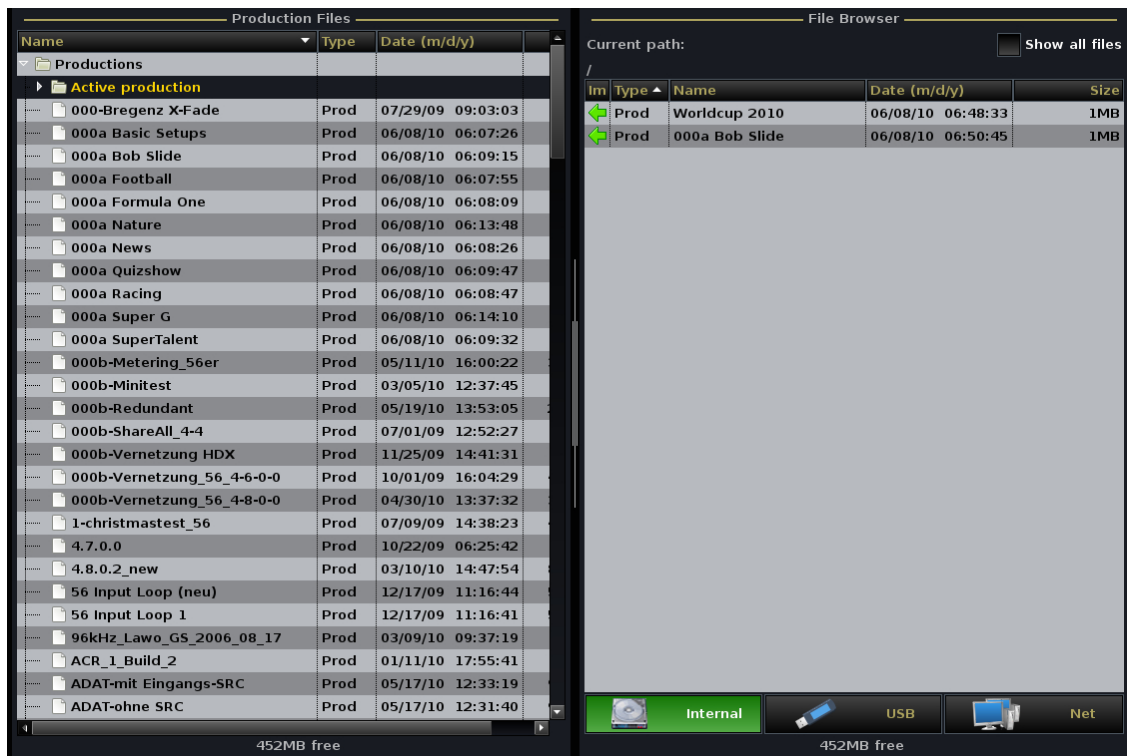 Production Files
Name Type Date (m/d/y)
Productions
Active production
000-Bregenz X-Fade Prod 07/29/09 09:03:03
000a Basic Setups Prod 06/08/10 06:07:26
000a Bob Slide Prod 06/08/10 06:09:15
000a Football Prod 06/08/10 06:07:55
000a Formula One Prod 06/08/10 06:08:09
000a Nature Prod 06/08/10 06:13:48
000a News Prod 06/08/10 06:08:26
000a Quizshow Prod 06/08/10 06:09:47
000a Racing Prod 06/08/10 06:08:47
000a Super G Prod 06/08/10 06:14:10
000a SuperTalent Prod 06/08/10 06:09:32
000b-Metering_56er Prod 05/11/10 16:00:22
000b-Minitest Prod 03/05/10 12:37:45
000b-Redundant Prod 05/19/10 13:53:05
000b-ShareAll_4-4 Prod 07/01/09 12:52:27
000b-Vernetzung HDX Prod 11/25/09 14:41:31
000b-Vernetzung_56_4-6-0-0 Prod 10/01/09 16:04:29
000b-Vernetzung_56_4-8-0-0 Prod 04/30/10 13:37:32
1-christmastest_56 Prod 07/09/09 14:38:23
4.7.0.0 Prod 10/22/09 06:25:42
4.8.0.2_new Prod 03/10/10 14:47:54
56 Input Loop (neu) Prod 12/17/09 11:16:44
56 Input Loop 1 Prod 12/17/09 11:16:41
96kHz_Lawo_GS_2006_08_17 Prod 03/09/10 09:37:19
ACR_1_Build_2 Prod 01/11/10 17:55:41
ADAT-mit Eingangs-SRC Prod 05/17/10 12:33:19
ADAT-ohne SRC Prod 05/17/10 12:31:40
452MB free
File Browser
Current path: Show all files
/
Im Type Name Date (m/d/y) Size
Prod Worldcup 2010 06/08/10 06:48:33 1MB
Prod 000a Bob Slide 06/08/10 06:50:45 1MB
Internal USB Net
452MB free